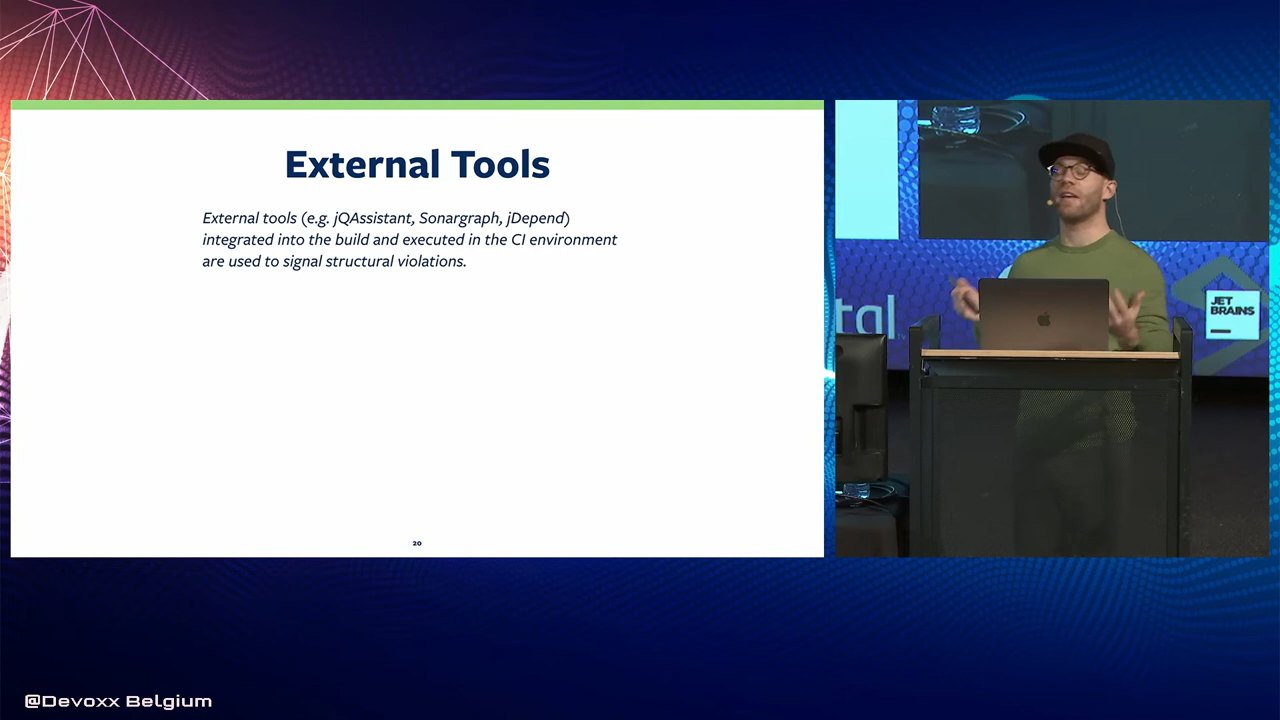 External Tools
External tools (e.g. jQAssistant, Sonargraph, jDepend)
integrated into the build and executed in the CI environment
are used to signal structural violations.
20
tal
JET
BRAINS
@Devoxx Belgium